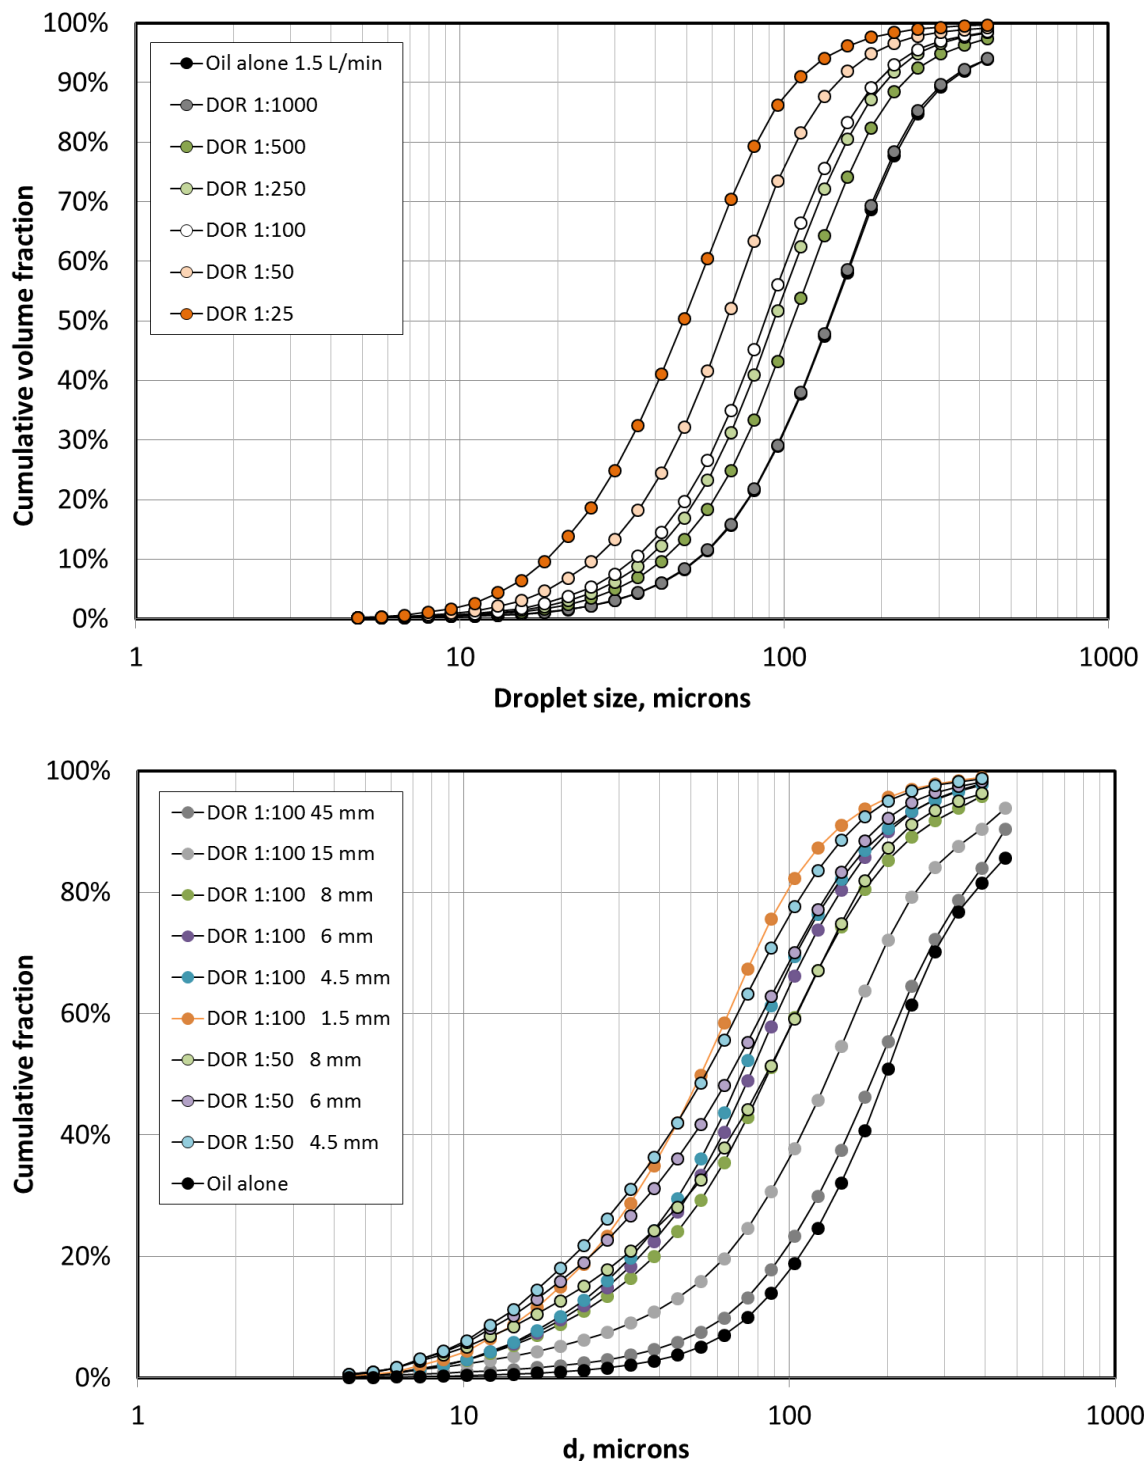 100%
90%
80%
70%
60%
50%
40%
30%
20%
10%
0%
Cumulative volume fraction
Oil alone 1.5 L/min
DOR 1:1000
DOR 1:500
DOR 1:250
DOR 1:100
DOR 1:50
DOR 1:25
1 10 100 1000
Droplet size, microns
100%
80%
60%
40%
20%
0%
Cumulative fraction
DOR 1:100 45 mm
DOR 1:100 15 mm
DOR 1:100 8 mm
DOR 1:100 6 mm
DOR 1:100 4.5 mm
DOR 1:100 1.5 mm
DOR 1:50 8 mm
DOR 1:50 6 mm
DOR 1:50 4.5 mm
Oil alone
1 10 100 1000
d, microns